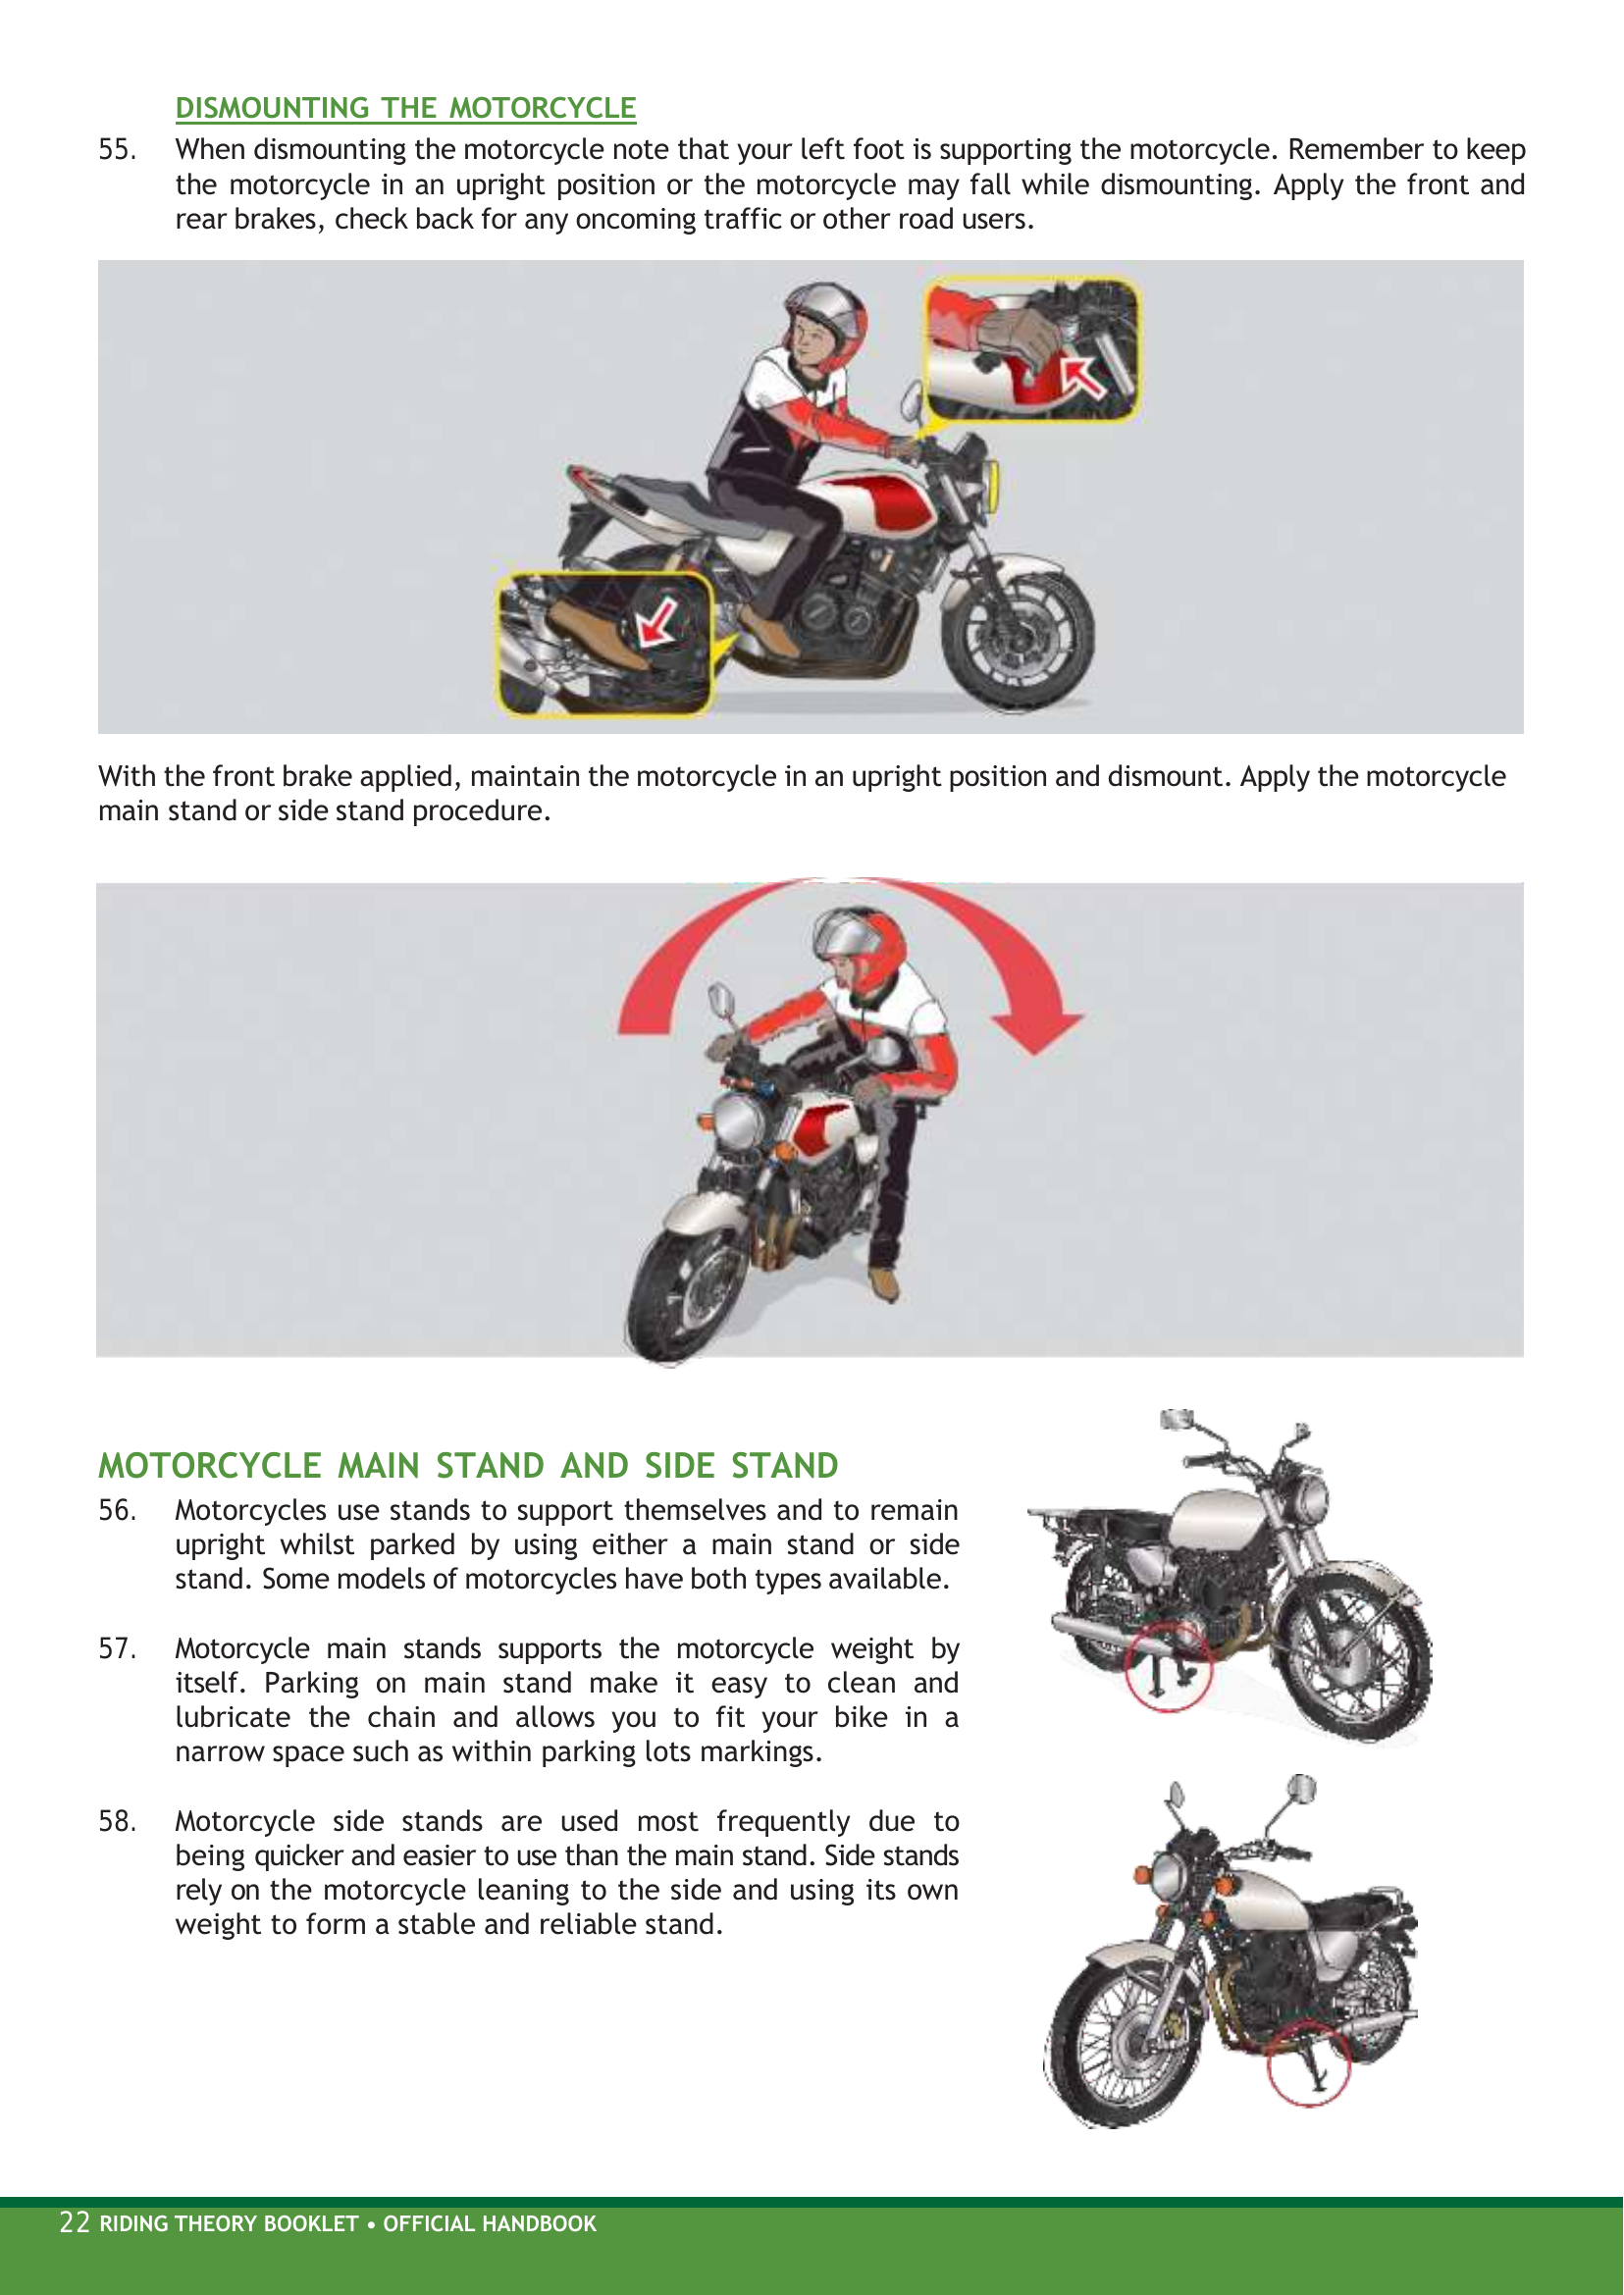 DISMOUNTING THE MOTORCYCLE
55. When dismounting the motorcycle note that your left foot is supporting the motorcycle. Remember to keep
the motorcycle in an upright position or the motorcycle may fall while dismounting. Apply the front and
rear brakes, check back for any oncoming traffic or other road users.
With the front brake applied, maintain the motorcycle in an upright position and dismount. Apply the motorcycle
main stand or side stand procedure.
MOTORCYCLE MAIN STAND AND SIDE STAND
56. Motorcycles use stands to support themselves and to remain
upright whilst parked by using either a main stand or side
stand. Some models of motorcycles have both types available.
57. Motorcycle main stands supports the motorcycle weight by
itself. Parking on main stand make it easy to clean and
lubricate the chain and allows you to fit your bike in a
narrow space such as within parking lots markings.
58. Motorcycle side stands are used most frequently due to
being quicker and easier to use than the main stand. Side stands
rely on the motorcycle leaning to the side and using its own
weight to form a stable and reliable stand.
22 RIDING THEORY BOOKLET • OFFICIAL HANDBOOK